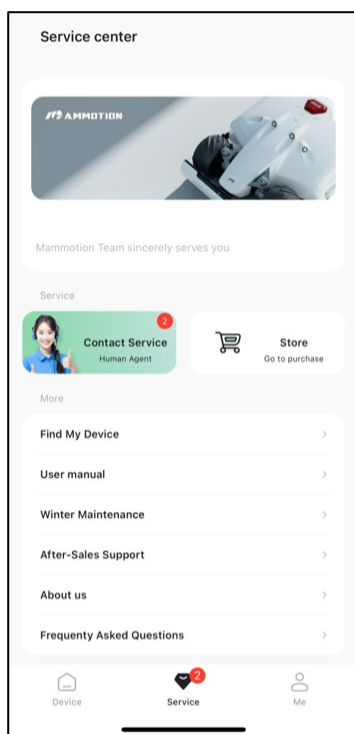 Service center
MAMMOTION
Mammotion Team sincerely serves you
Service
2
Contact Service
Human Agent
Store
Go to purchase
More
Find My Device
User manual
Winter Maintenance
After-Sales Support
About us
Frequenty Asked Questions
2
Device
Service
Me